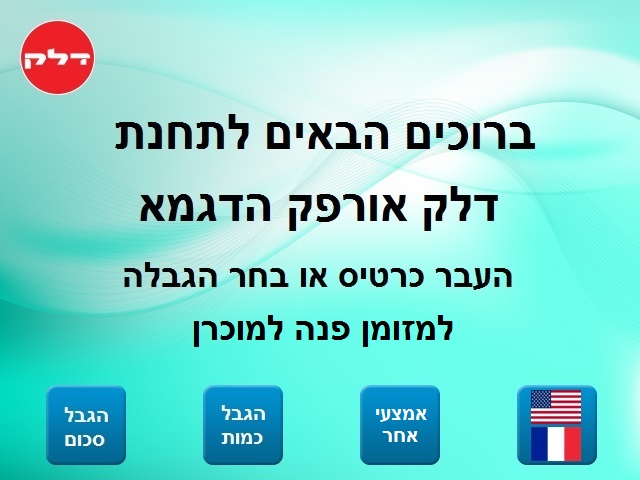 דלק
ברוכים הבאים לתחנת
דלק אורפק הדגמא
העבר כרטיס או בחר הגבלה
למזומן פנה למוכרן
אמצעי
אחר
הגבל
כמות
הגבל
סכום